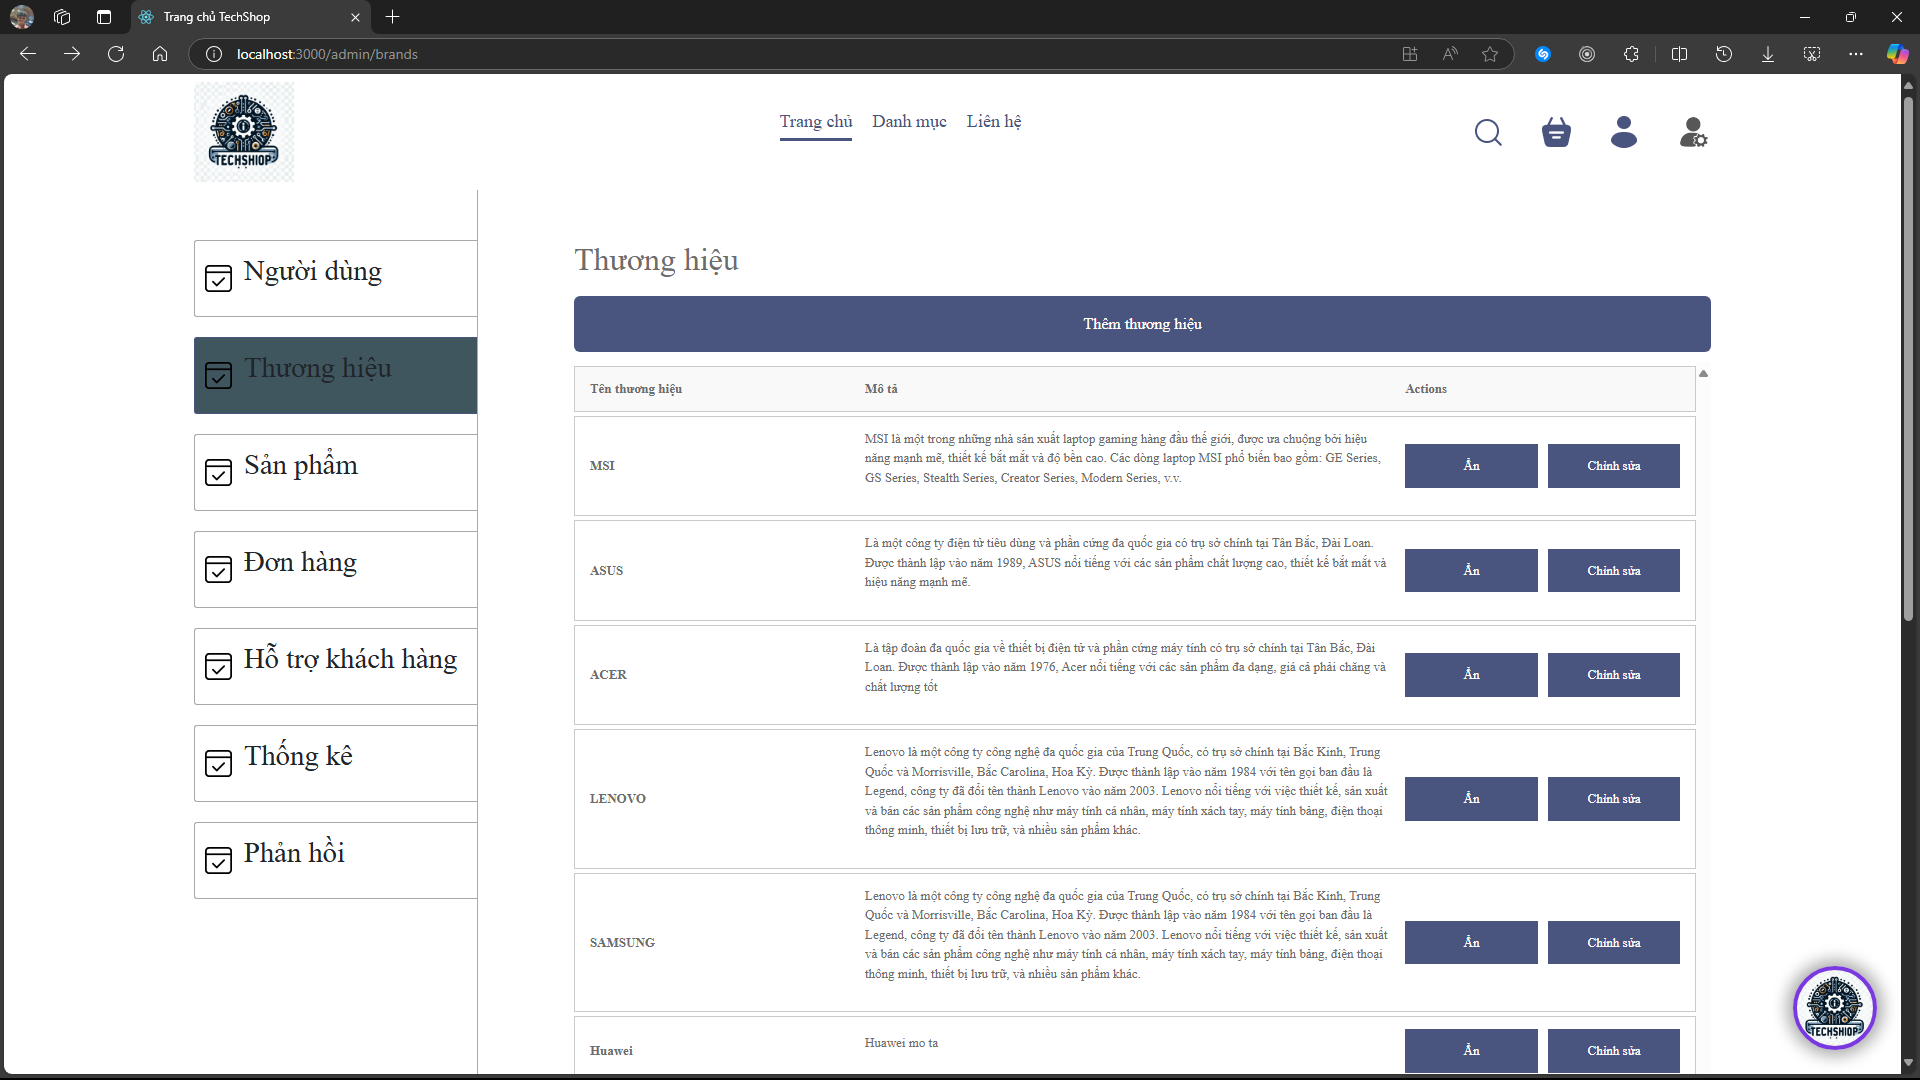 Trang chủ TechShop
localhost:3000/admin/brands
TECHSHIOP
Trang chủ
Danh mục
Liên hệ
Người dùng
Thương hiệu
Sản phẩm
Đơn hàng
Hỗ trợ khách hàng
Thống kê
Phản hồi
Thương hiệu
Thêm thương hiệu
Tên thương hiệu Mô tả Actions
MSI
MSI là một trong những nhà sản xuất laptop gaming hàng đầu thế giới, được ưa chuộng bởi hiệu
năng mạnh mẽ, thiết kế bắt mắt và độ bền cao. Các dòng laptop MSI phổ biến bao gồm: GE Series,
GS Series, Stealth Series, Creator Series, Modern Series, v.v.
Ẩn Chỉnh sửa
ASUS
Là một công ty điện tử tiêu dùng và phần cứng đa quốc gia có trụ sở chính tại Tân Bắc, Đài Loan.
Được thành lập vào năm 1989, ASUS nổi tiếng với các sản phẩm chất lượng cao, thiết kế bắt mắt và
hiệu năng mạnh mẽ.
Ẩn Chỉnh sửa
ACER
Là tập đoàn đa quốc gia về thiết bị điện tử và phần cứng máy tính có trụ sở chính tại Tân Bắc, Đài
Loan. Được thành lập vào năm 1976, Acer nổi tiếng với các sản phẩm đa dạng, giá cả phải chăng và
chất lượng tốt
Ẩn Chỉnh sửa
LENOVO
Lenovo là một công ty công nghệ đa quốc gia của Trung Quốc, có trụ sở chính tại Bắc Kinh, Trung
Quốc và Morrisville, Bắc Carolina, Hoa Kỳ. Được thành lập vào năm 1984 với tên gọi ban đầu là
Legend, công ty đã đổi tên thành Lenovo vào năm 2003. Lenovo nổi tiếng với việc thiết kế, sản xuất
và bán các sản phẩm công nghệ như máy tính cá nhân, máy tính xách tay, máy tính bảng, điện thoại
thông minh, thiết bị lưu trữ, và nhiều sản phẩm khác.
Ẩn Chỉnh sửa
SAMSUNG
Lenovo là một công ty công nghệ đa quốc gia của Trung Quốc, có trụ sở chính tại Bắc Kinh, Trung
Quốc và Morrisville, Bắc Carolina, Hoa Kỳ. Được thành lập vào năm 1984 với tên gọi ban đầu là
Legend, công ty đã đổi tên thành Lenovo vào năm 2003. Lenovo nổi tiếng với việc thiết kế, sản xuất
và bán các sản phẩm công nghệ như máy tính cá nhân, máy tính xách tay, máy tính bảng, điện thoại
thông minh, thiết bị lưu trữ, và nhiều sản phẩm khác.
Ẩn Chỉnh sửa
Huawei
Huawei mo ta
Ẩn Chỉnh sửa
TECHSHIOP